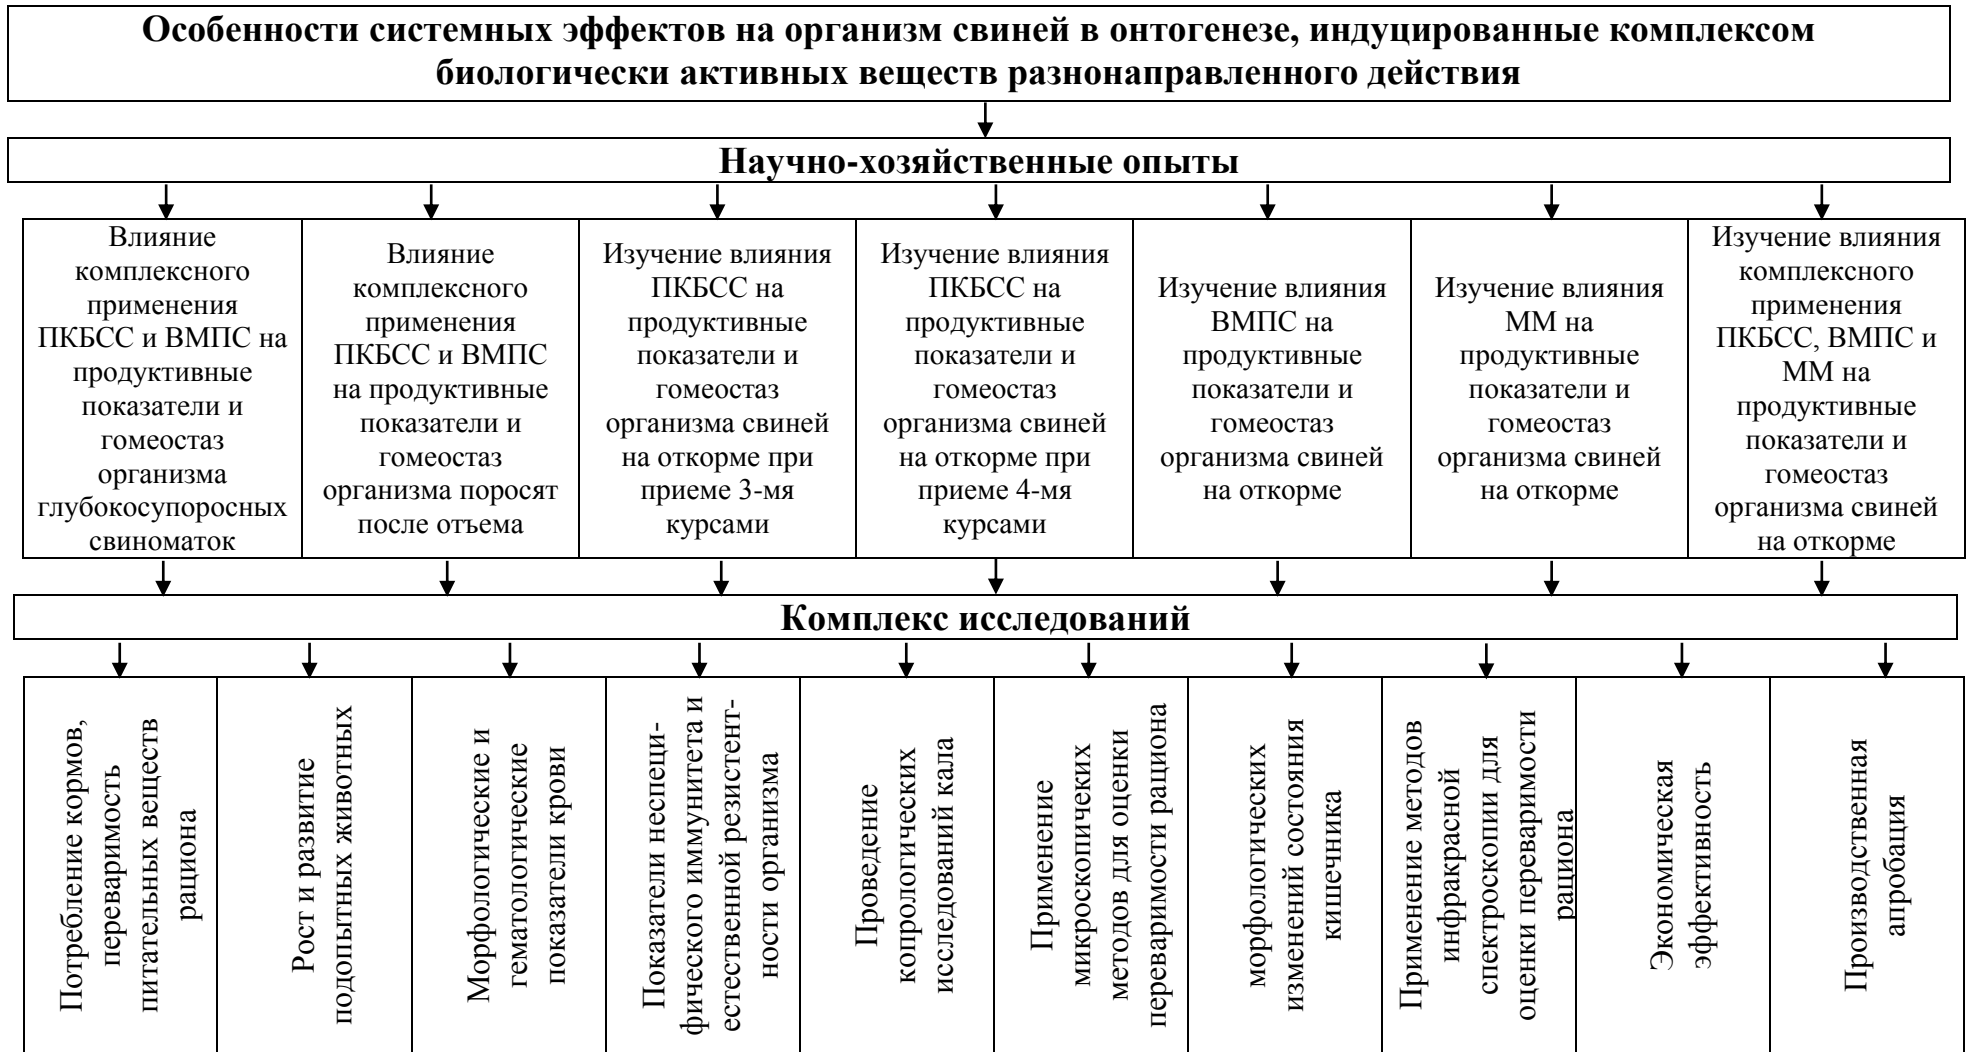 Особенности системных эффектов на организм свиней в онтогенезе, индуцированные комплексом
биологически активных веществ разнонаправленного действия
Научно-хозяйственные опыты
Влияние
комплексного
применения
ПКБСС и ВМПС на
продуктивные
показатели и
гомеостаз
организма
глубокосупоросных
свиноматок
Влияние
комплексного
применения
ПКБСС и ВМПС
на продуктивные
показатели и
гомеостаз
организма поросят
после отъема
Изучение влияния
ПКБСС на
продуктивные
показатели и
гомеостаз
организма свиней
на откорме при
приеме 3-мя
курсами
Изучение влияния
ПКБСС на
продуктивные
показатели и
гомеостаз
организма свиней
на откорме при
приеме 4-мя
курсами
Изучение влияния
ВМПС на
продуктивные
показатели и
гомеостаз
организма свиней
на откорме
Изучение влияния
ММ на
продуктивные
показатели и
гомеостаз
организма свиней
на откорме
Изучение влияния
комплексного
применения
ПКБСС, ВМПС и
ММ на
продуктивные
показатели и
гомеостаз
организма свиней
на откорме
Комплекс исследований
Потребление кормов,
переваримость
питательных веществ
рациона
Рост и развитие
подопытных животных
Морфологические и
гематологические
показатели крови
Показатели неспеци-
фического иммунитета и
естественной резистент-
ности организма
Проведение
копрологических
исследований кала
Применение
микроскопичеких
методов для оценки
переваримости рациона
морфологических
изменений состояния
кишечника
Применение методов
инфракрасной
спектроскопии для
оценки переваримости
рациона
Экономическая
эффективность
Производственная
апробация